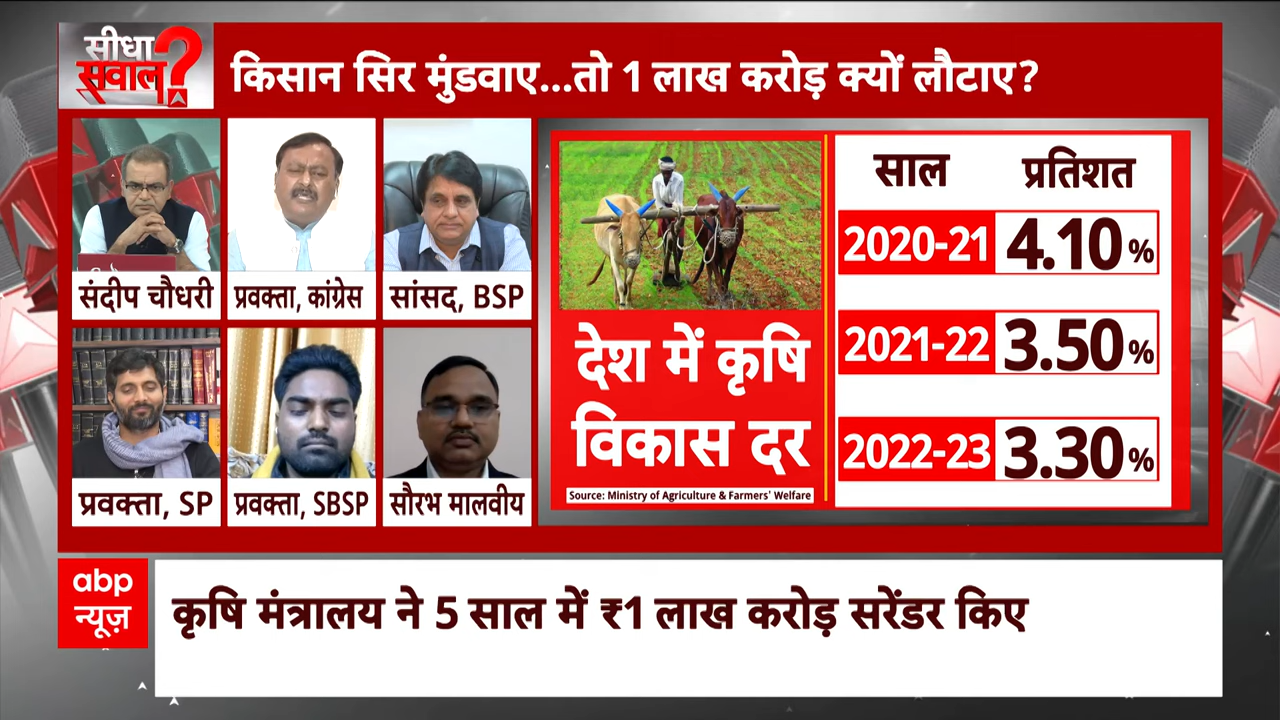 सीधा
सवाल?
किसान सिर मुंडवाए...तो 1 लाख करोड़ क्यों लौटाए?
संदीप चौधरी
प्रवक्ता, कांग्रेस
सांसद, BSP
प्रवक्ता, SP
प्रवक्ता, SBSP
सौरभ मालवीय
देश में कृषि
विकास दर
Source: Ministry of Agriculture & Farmers' Welfare
साल प्रतिशत
2020-21 4.10%
2021-22 3.50%
2022-23 3.30%
abp
न्यूज़
कृषि मंत्रालय ने 5 साल में ₹1 लाख करोड़ सरेंडर किए